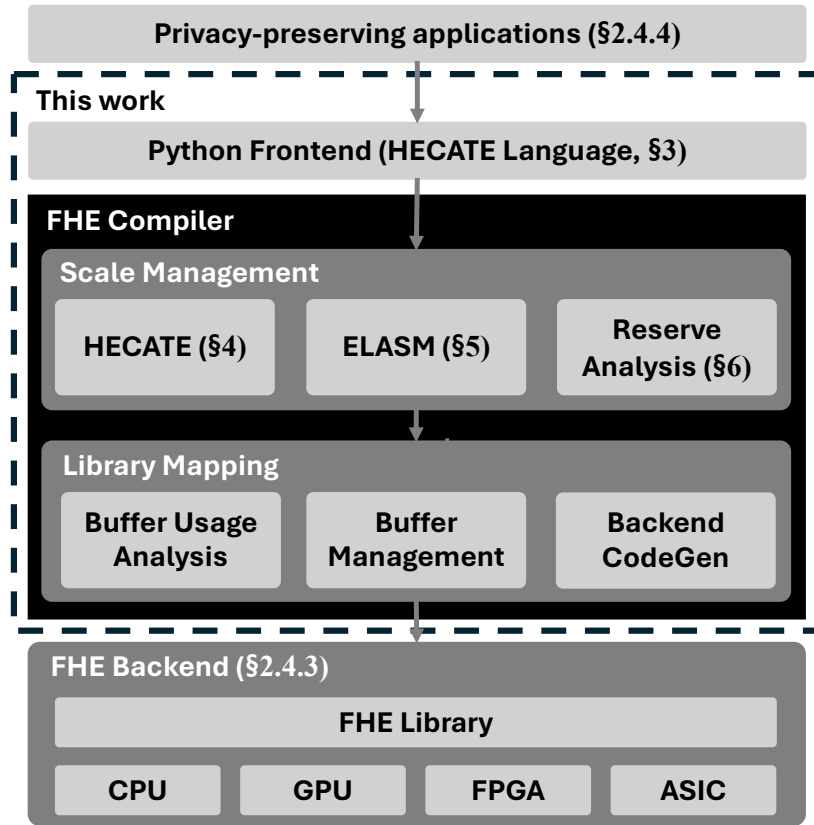 Privacy-preserving applications (§2.4.4)
This work
Python Frontend (HECATE Language, §3)
FHE Compiler
Scale Management
HECATE (§4)
ELASM (§5)
Reserve
Analysis (§6)
Library Mapping
Buffer Usage
Analysis
Buffer
Management
Backend
CodeGen
FHE Backend (§2.4.3)
FHE Library
CPU
GPU
FPGA
ASIC